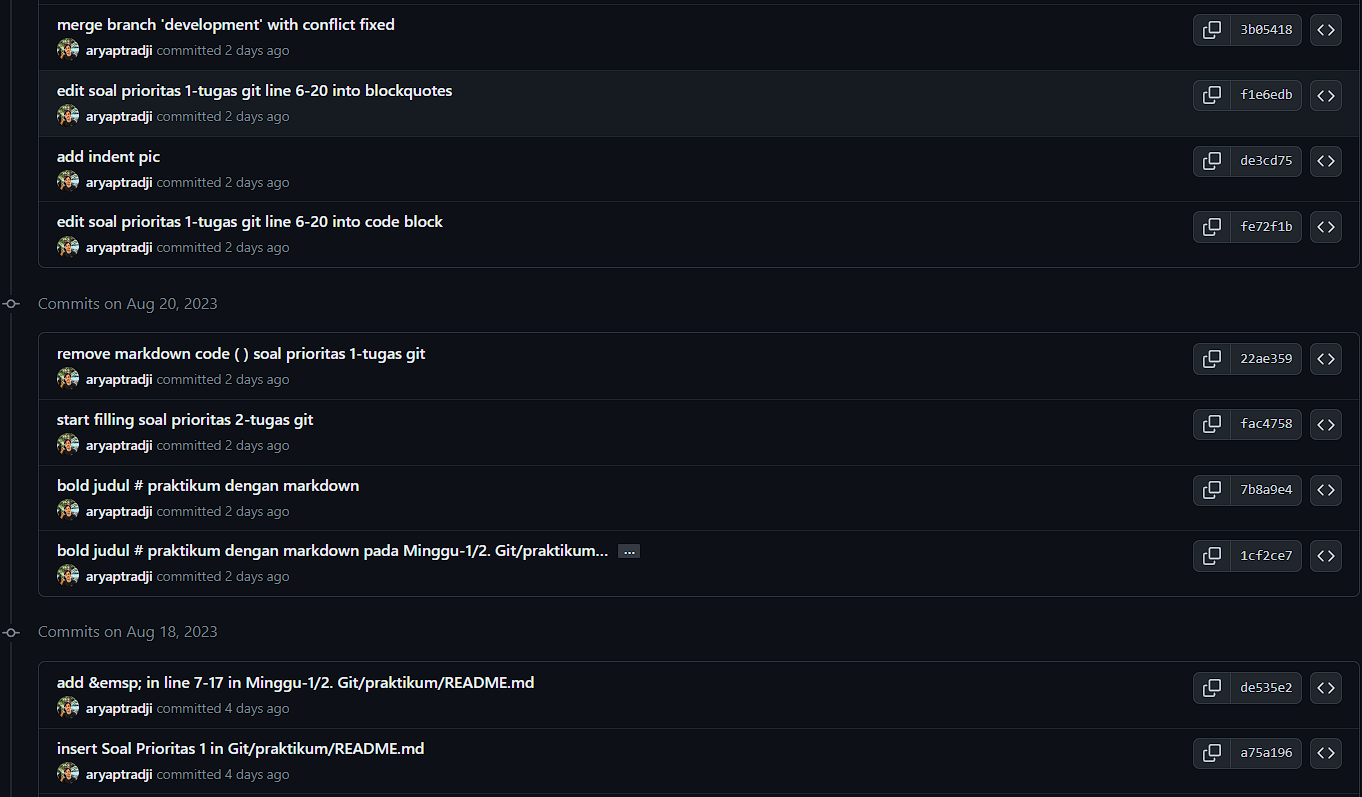 merge branch 'development' with conflict fixed
3b05418
aryaptradji committed 2 days ago
edit soal prioritas 1-tugas git line 6-20 into blockquotes
f1e6edb
aryaptradji committed 2 days ago
add indent pic
de3cd75
aryaptradji committed 2 days ago
edit soal prioritas 1-tugas git line 6-20 into code block
fe72f1b
aryaptradji committed 2 days ago
Commits on Aug 20, 2023
remove markdown code ( ) soal prioritas 1-tugas git
22ae359
aryaptradji committed 2 days ago
start filling soal prioritas 2-tugas git
fac4758
aryaptradji committed 2 days ago
bold judul # praktikum dengan markdown
7b8a9e4
aryaptradji committed 2 days ago
bold judul # praktikum dengan markdown pada Minggu-1/2. Git/praktikum... ...
1cf2ce7
aryaptradji committed 2 days ago
Commits on Aug 18, 2023
add &emsp; in line 7-17 in Minggu-1/2. Git/praktikum/README.md
de535e2
aryaptradji committed 4 days ago
insert Soal Prioritas 1 in Git/praktikum/README.md
a75a196
aryaptradji committed 4 days ago